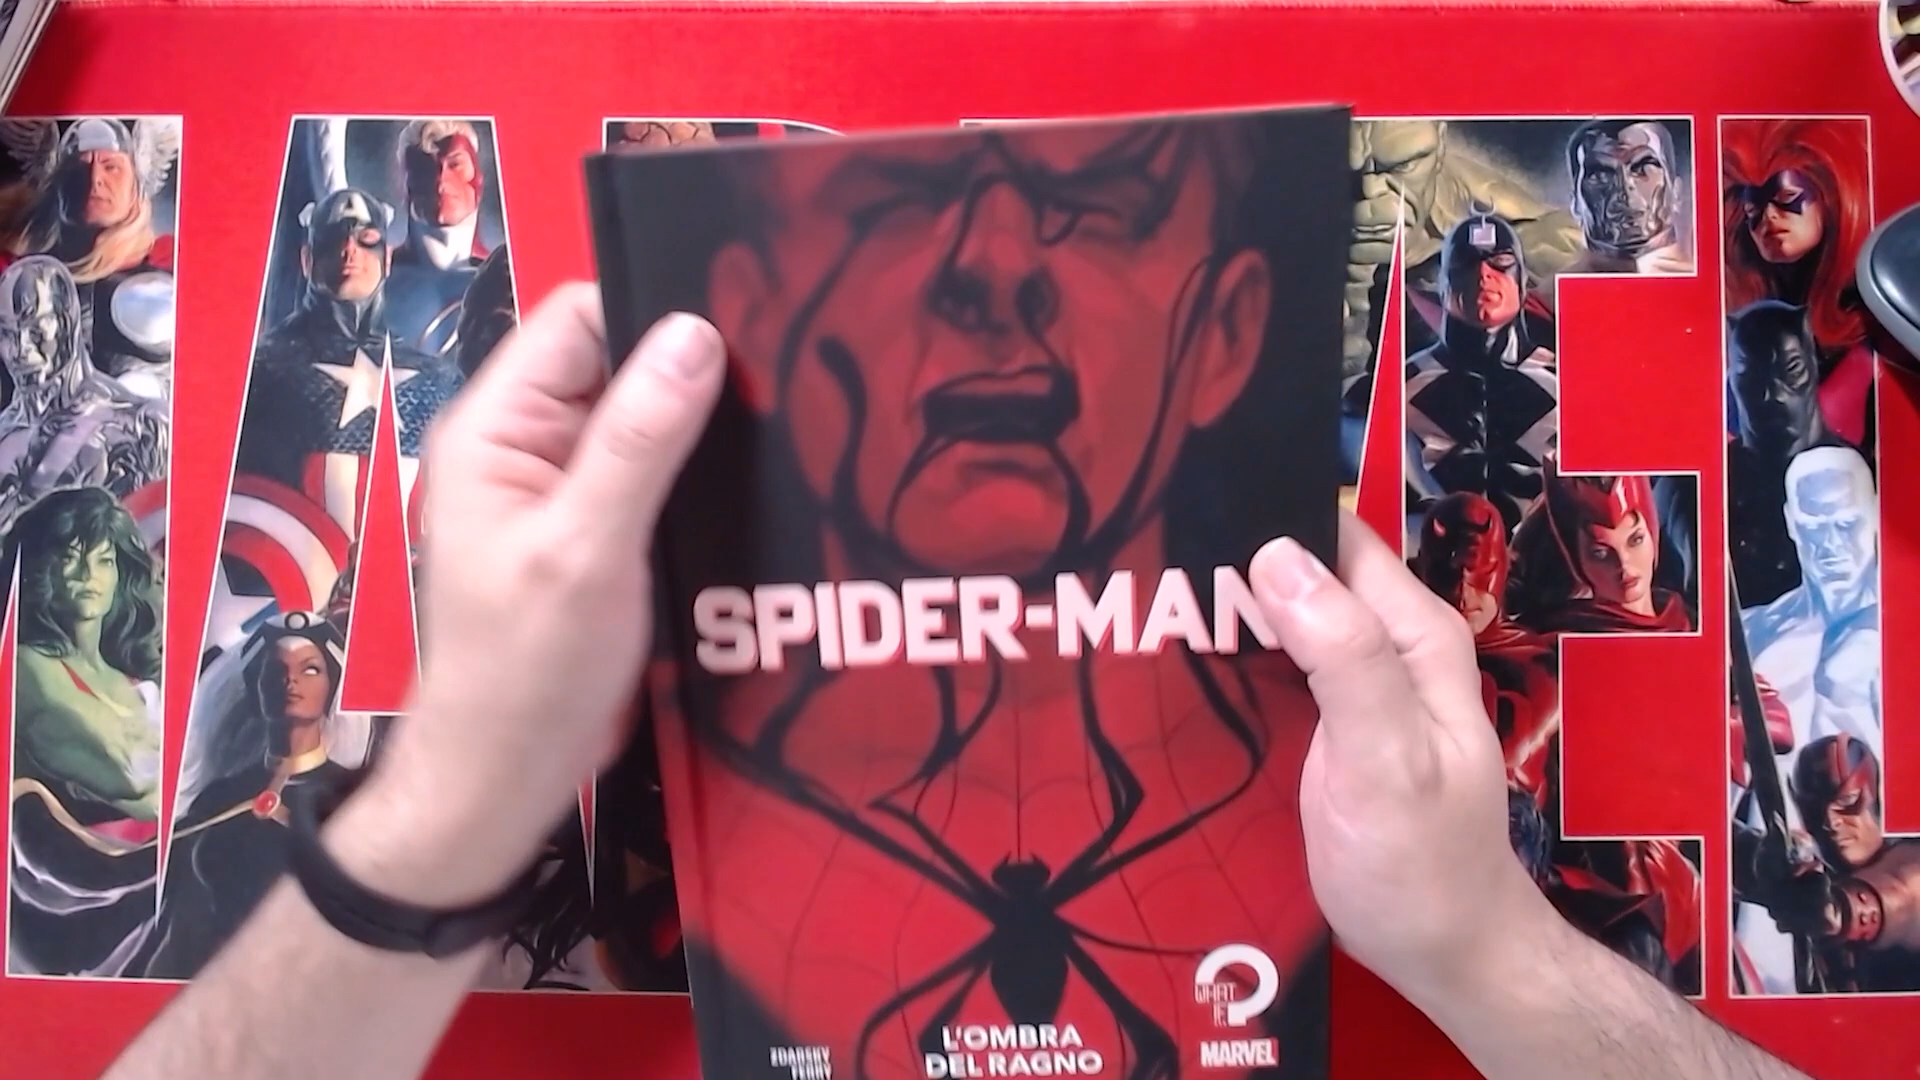 SPIDER-MAN
WHAT
IF
L'OMBRA
DEL RAGNO
ZDARSKY
FERRY
MARVEL